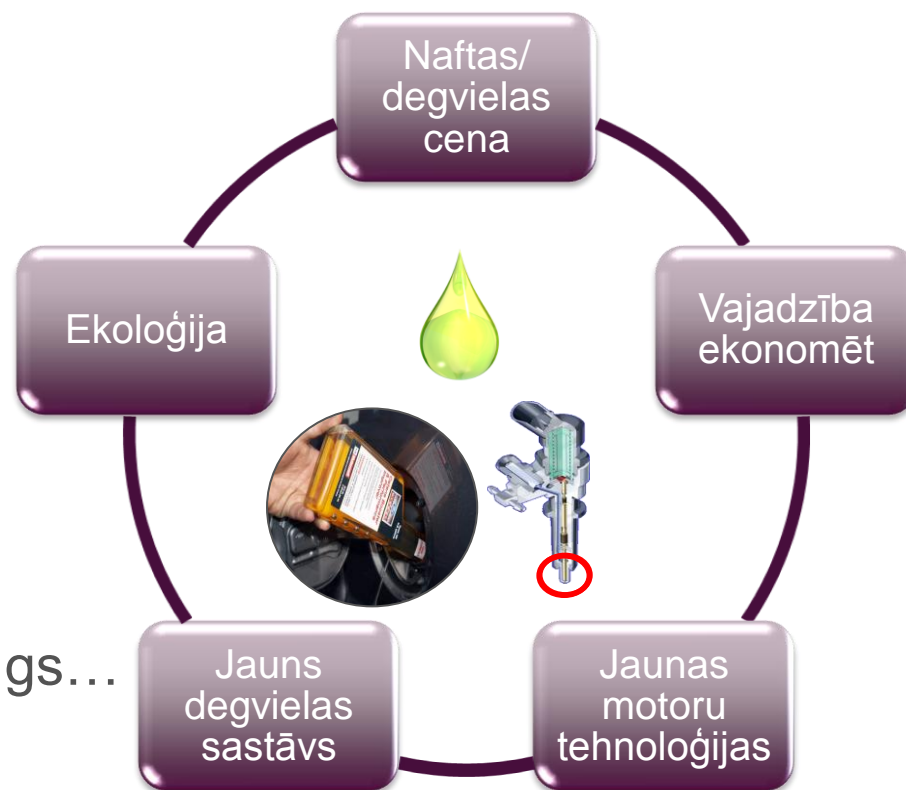 Naftas/
degvielas
cena
Ekoloģija
Vajadzība
ekonomēt
gs...
Jauns
degvielas
sastāvs
Jaunas
motoru
tehnoloģijas